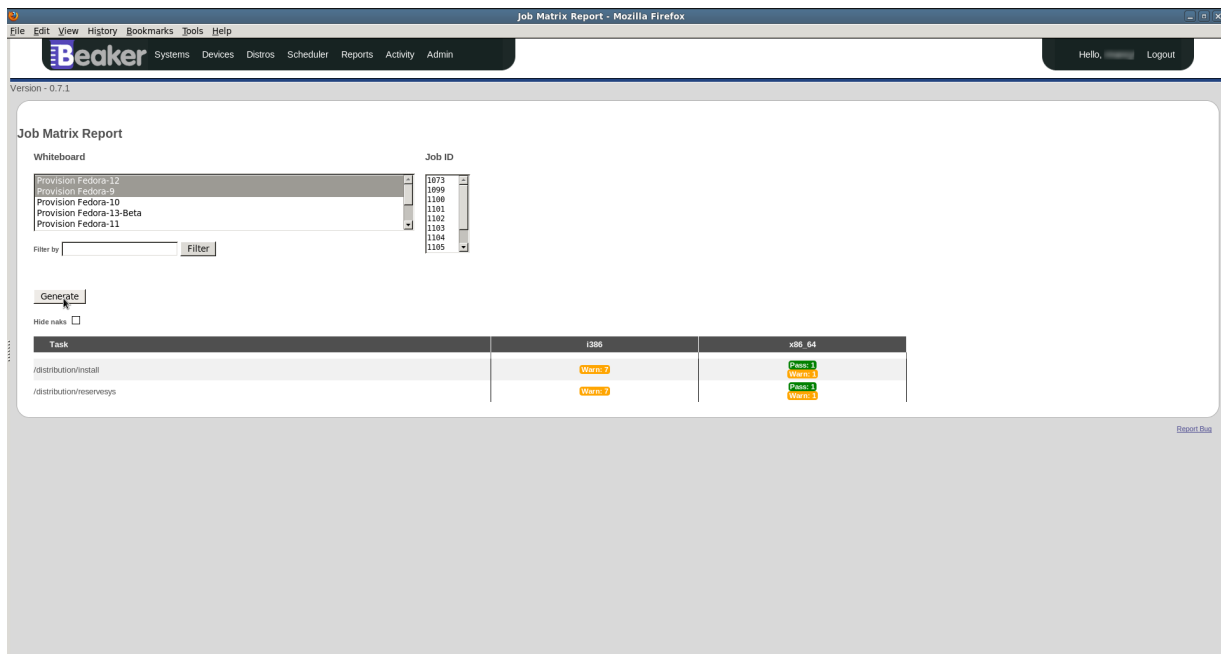 Job Matrix Report - Mozilla Firefox
File Edit View History Bookmarks Tools Help
Beaker Systems Devices Distros Scheduler Reports Activity Admin Hello, Logout
Version - 0.7.1
Job Matrix Report
Whiteboard Job ID
Provision Fedora-12
Provision Fedora-9
Provision Fedora-10
Provision Fedora-13-Beta
Provision Fedora-11
1073
1099
1100
1101
1102
1103
1104
1105
Filter by Filter
Generate
Hide naks
Task i386 x86_64
/distribution/install Warn: 7 Pass: 1
Warn: 1
/distribution/reservesys Warn: 7 Pass: 1
Warn: 1
Report Bug